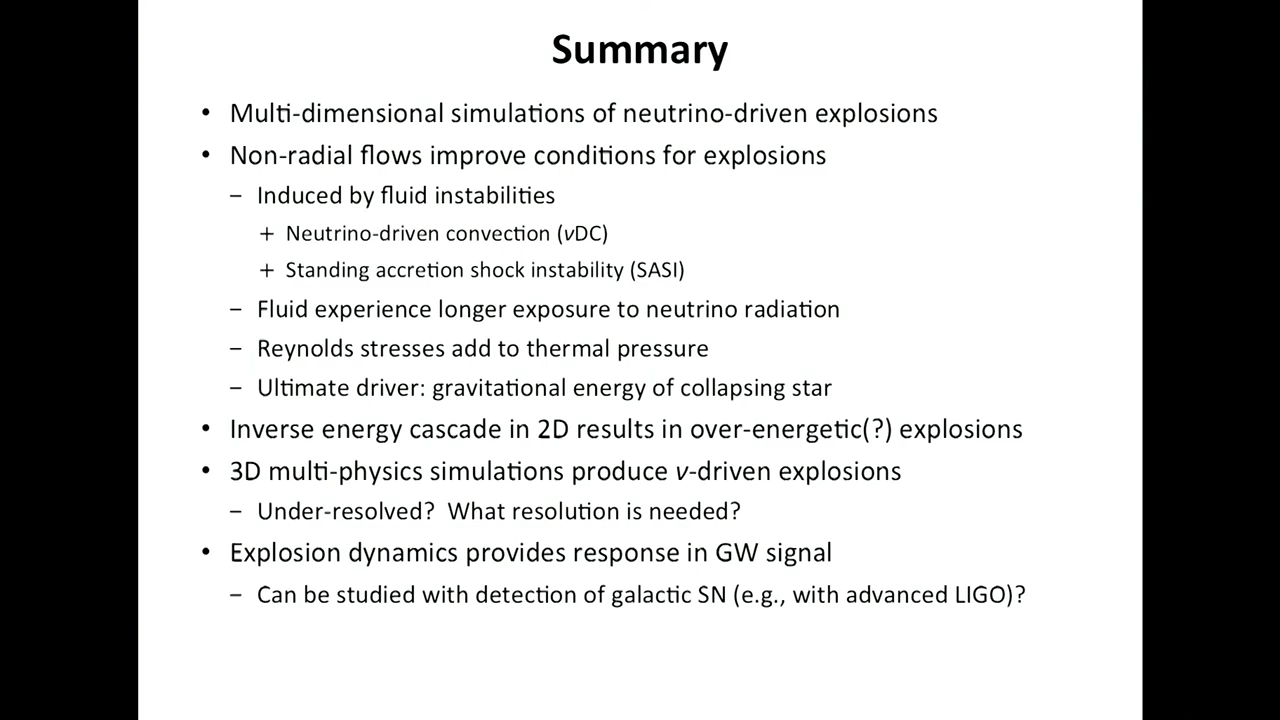 Summary
• Multi-dimensional simulations of neutrino-driven explosions
• Non-radial flows improve conditions for explosions
– Induced by fluid instabilities
+ Neutrino-driven convection (νDC)
+ Standing accretion shock instability (SASI)
– Fluid experience longer exposure to neutrino radiation
– Reynolds stresses add to thermal pressure
– Ultimate driver: gravitational energy of collapsing star
• Inverse energy cascade in 2D results in over-energetic(?) explosions
• 3D multi-physics simulations produce ν-driven explosions
– Under-resolved? What resolution is needed?
• Explosion dynamics provides response in GW signal
– Can be studied with detection of galactic SN (e.g., with advanced LIGO)?